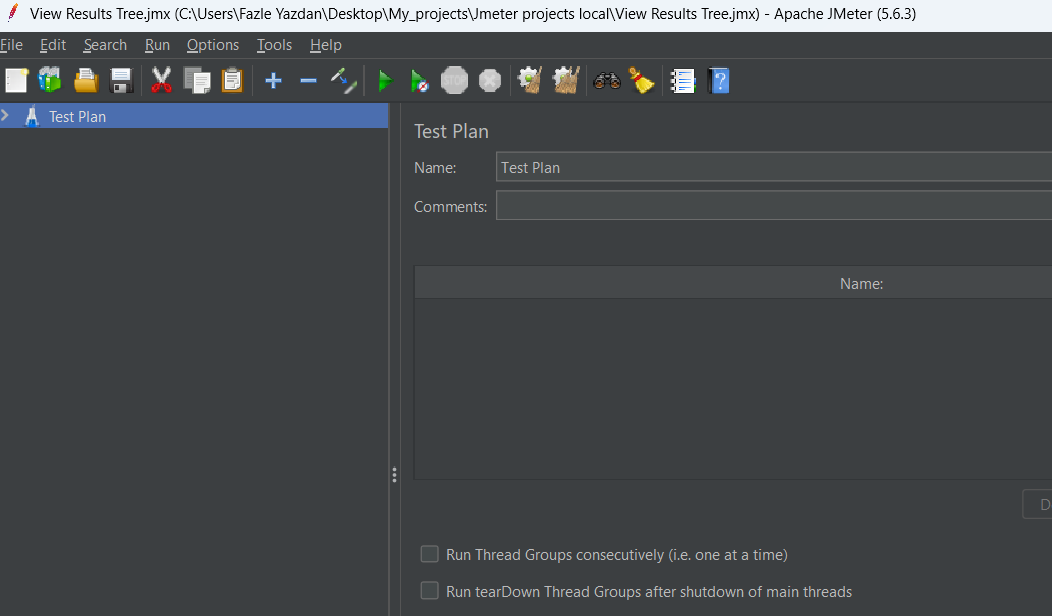 View Results Tree.jmx (C:\Users\Fazle Yazdan\Desktop\My_projects\Jmeter projects local\View Results Tree.jmx) - Apache JMeter (5.6.3)
File Edit Search Run Options Tools Help
STOP
Test Plan
Test Plan
Name: Test Plan
Comments:
Name:
D
Run Thread Groups consecutively (i.e. one at a time)
Run tearDown Thread Groups after shutdown of main threads